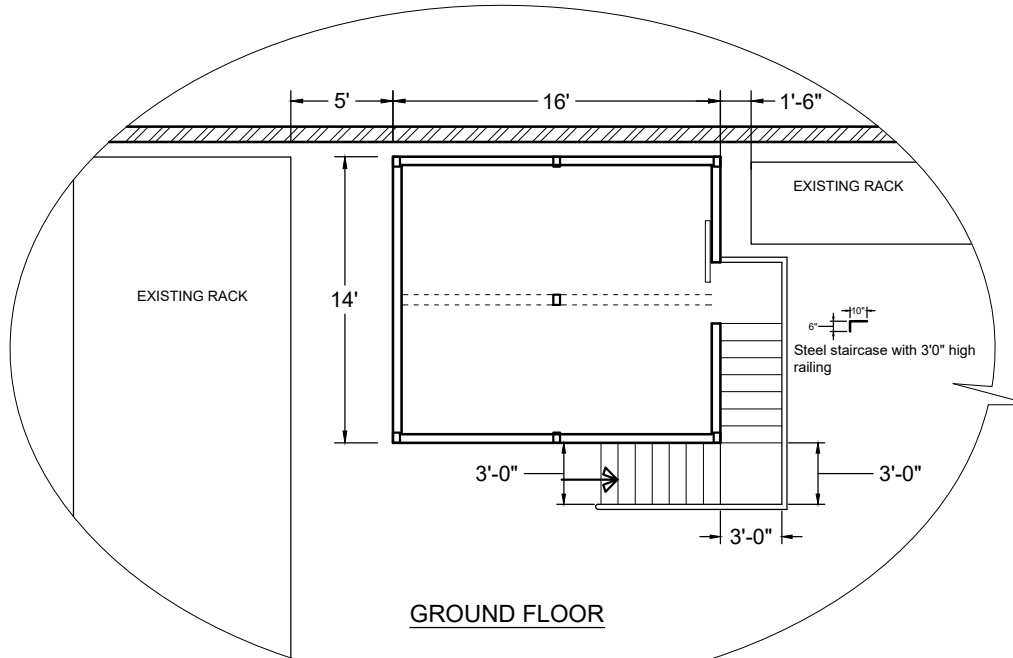 5'
16'
1'-6"
EXISTING RACK
EXISTING RACK
14'
10"
6"
Steel staircase with 3'0" high
railing
3'-0"
3'-0"
3'-0"
GROUND FLOOR